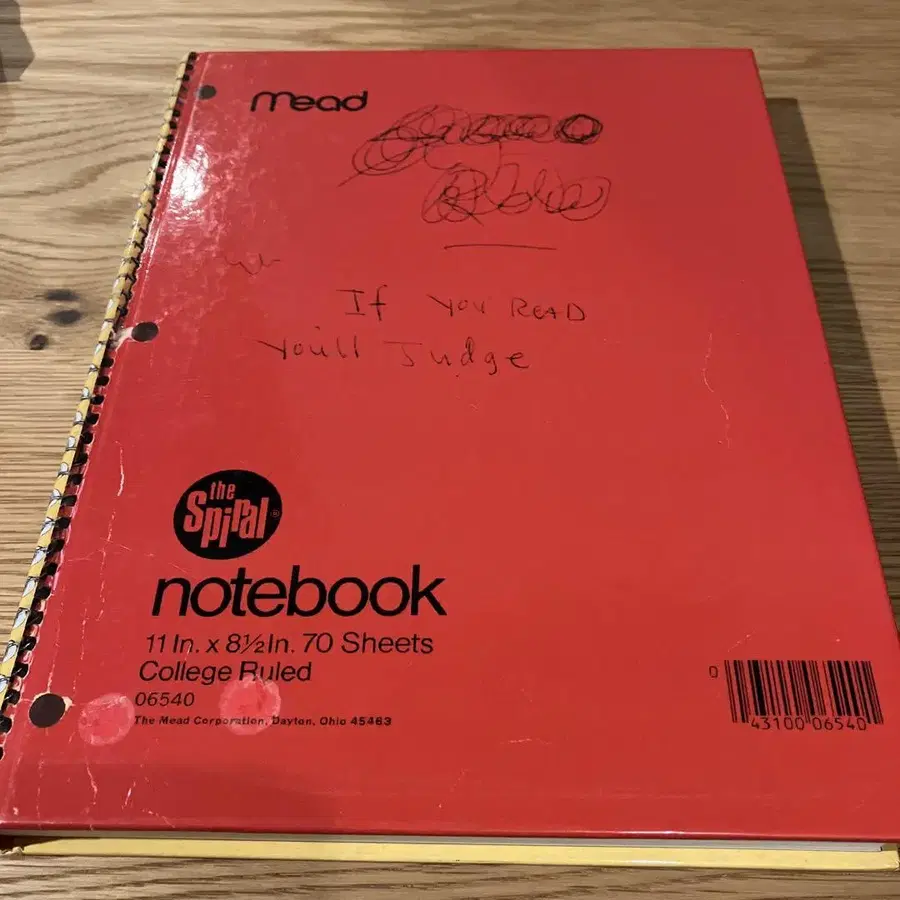 mead
If you READ
You'll Judge
the
Spiral®
notebook
11 In. x 8½ In. 70 Sheets
College Ruled
06540
The Mead Corporation, Dayton, Ohio 45463
0
43100 06540